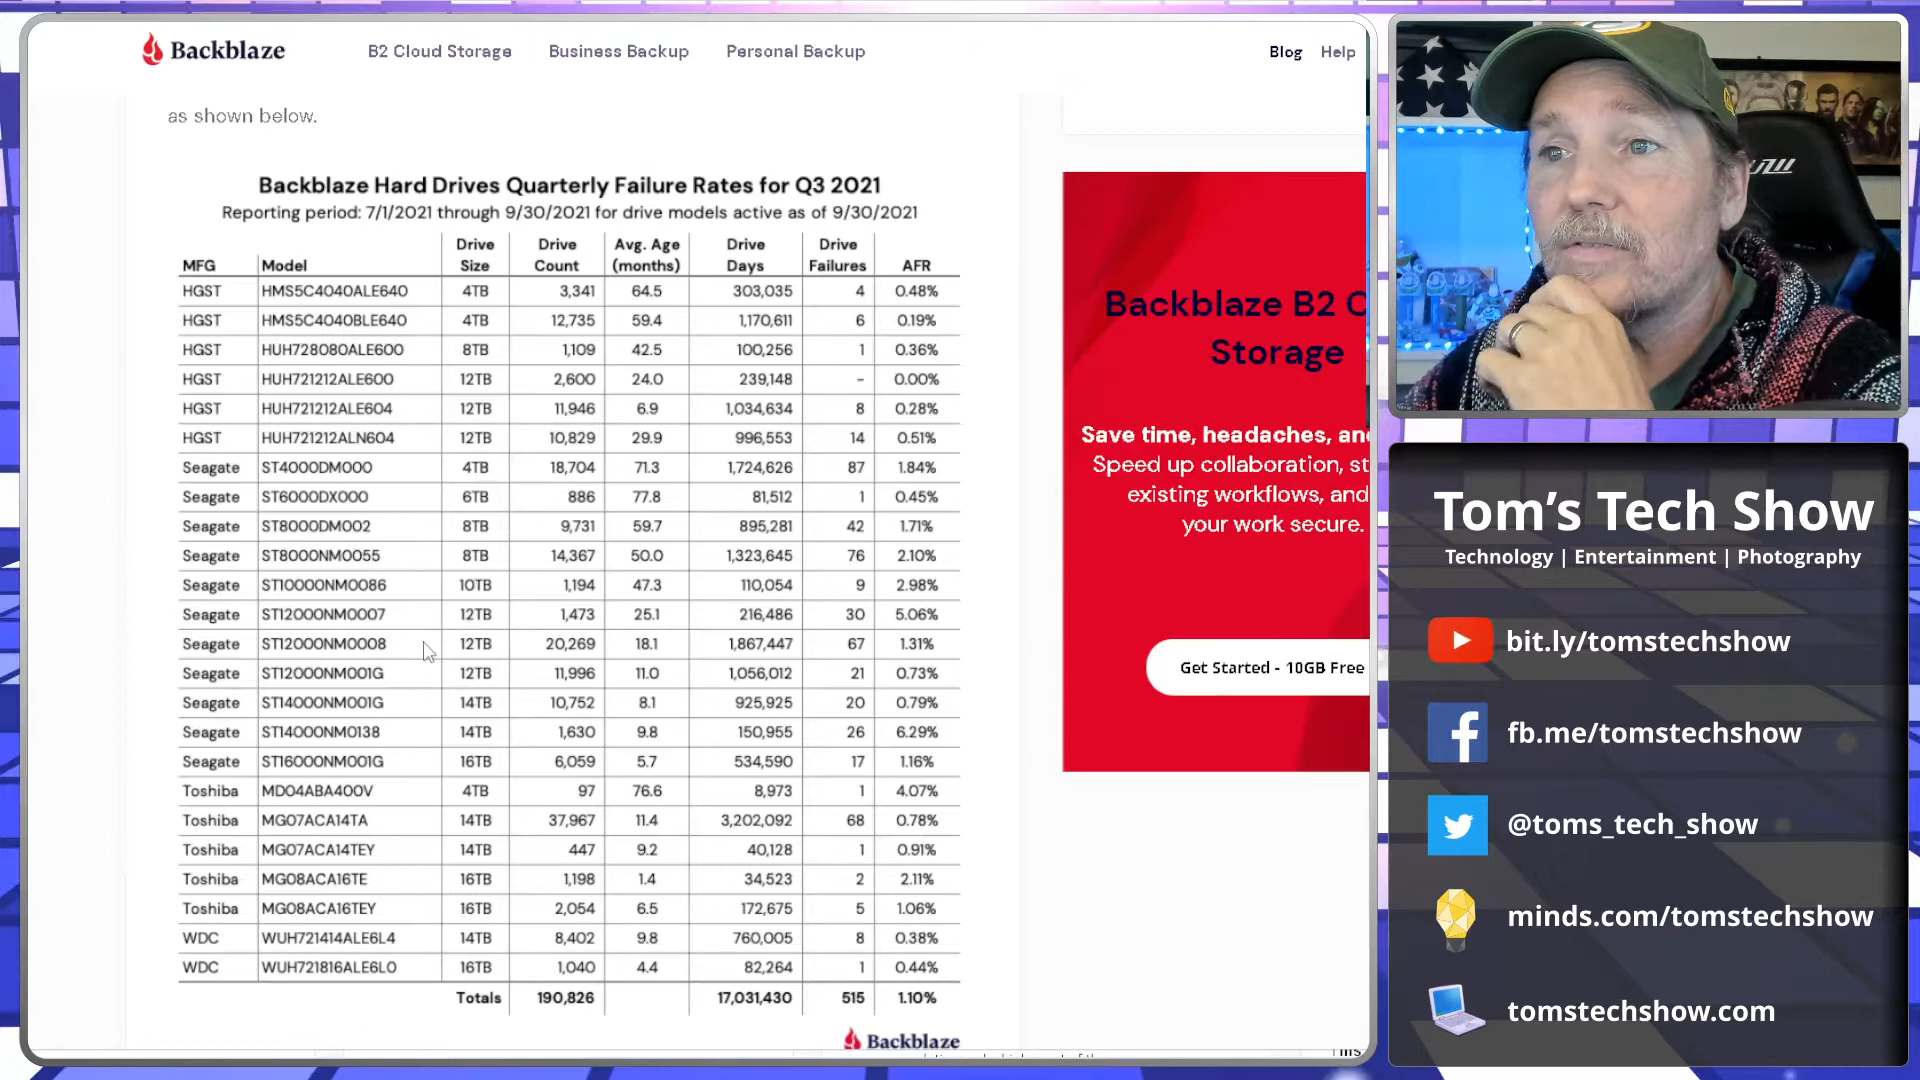 Backblaze B2 Cloud Storage Business Backup Personal Backup Blog Help
as shown below.
Backblaze Hard Drives Quarterly Failure Rates for Q3 2021
Reporting period: 7/1/2021 through 9/30/2021 for drive models active as of 9/30/2021
MFG Model Drive Size Drive Count Avg. Age (months) Drive Days Drive Failures AFR
HGST HMS5C4040ALE640 4TB 3,341 64.5 303,035 4 0.48%
HGST HMS5C4040BLE640 4TB 12,735 59.4 1,170,611 6 0.19%
HGST HUH728080ALE600 8TB 1,109 42.5 100,256 1 0.36%
HGST HUH721212ALE600 12TB 2,600 24.0 239,148 - 0.00%
HGST HUH721212ALE604 12TB 11,946 6.9 1,034,634 8 0.28%
HGST HUH721212ALN604 12TB 10,829 29.9 996,553 14 0.51%
Seagate ST4000DM000 4TB 18,704 71.3 1,724,626 87 1.84%
Seagate ST6000DX000 6TB 886 77.8 81,512 1 0.45%
Seagate ST8000DM002 8TB 9,731 59.7 895,281 42 1.71%
Seagate ST8000NM0055 8TB 14,367 50.0 1,323,645 76 2.10%
Seagate ST10000NM0086 10TB 1,194 47.3 110,054 9 2.98%
Seagate ST12000NM0007 12TB 1,473 25.1 216,486 30 5.06%
Seagate ST12000NM0008 12TB 20,269 18.1 1,867,447 67 1.31%
Seagate ST12000NM001G 12TB 11,996 11.0 1,056,012 21 0.73%
Seagate ST14000NM001G 14TB 10,752 8.1 925,925 20 0.79%
Seagate ST14000NM0138 14TB 1,630 9.8 150,955 26 6.29%
Seagate ST16000NM001G 16TB 6,059 5.7 534,590 17 1.16%
Toshiba MD04ABA400V 4TB 97 76.6 8,973 1 4.07%
Toshiba MG07ACA14TA 14TB 37,967 11.4 3,202,092 68 0.78%
Toshiba MG07ACA14TEY 14TB 447 9.2 40,128 1 0.91%
Toshiba MG08ACA16TE 16TB 1,198 1.4 34,523 2 2.11%
Toshiba MG08ACA16TEY 16TB 2,054 6.5 172,675 5 1.06%
WDC WUH721414ALE6L4 14TB 8,402 9.8 760,005 8 0.38%
WDC WUH721816ALE6L0 16TB 1,040 4.4 82,264 1 0.44%
Totals 190,826 17,031,430 515 1.10%
Backblaze
Backblaze B2 C
Storage
Save time, headaches, an
Speed up collaboration, st
existing workflows, and
your work secure.
Get Started - 10GB Free
Tom's Tech Show
Technology | Entertainment | Photography
bit.ly/tomstechshow
fb.me/tomstechshow
@toms_tech_show
minds.com/tomstechshow
tomstechshow.com